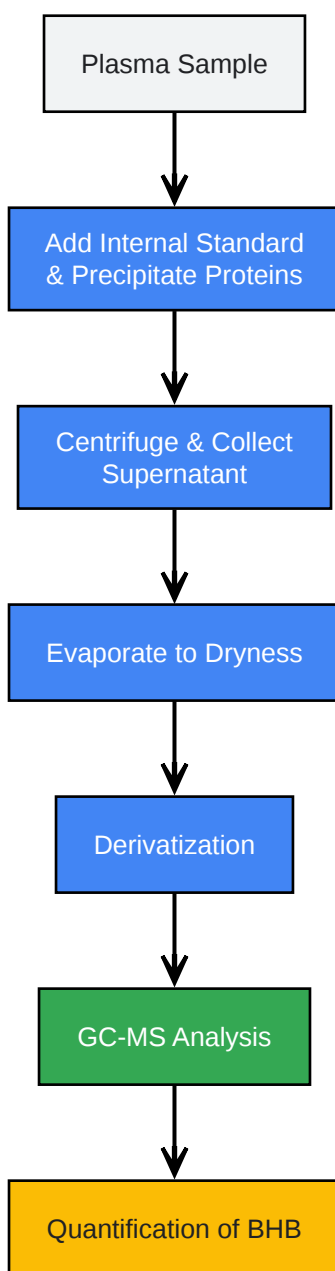 Plasma Sample
Add Internal Standard
& Precipitate Proteins
Centrifuge & Collect
Supernatant
Evaporate to Dryness
Derivatization
GC-MS Analysis
Quantification of BHB